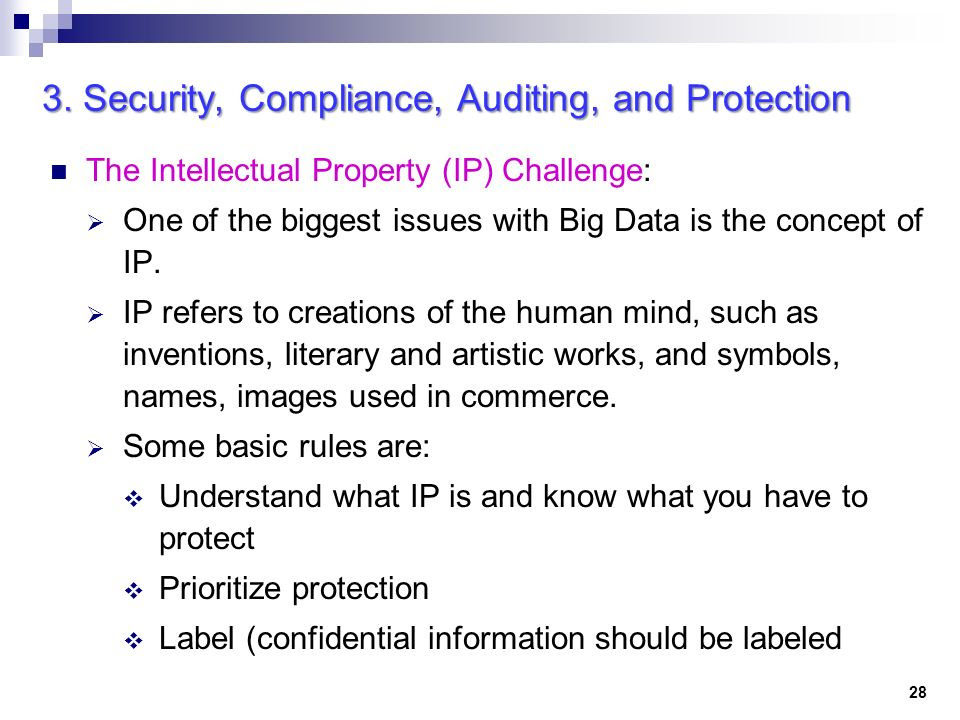 3. Security, Compliance, Auditing, and Protection
The Intellectual Property (IP) Challenge:
One of the biggest issues with Big Data is the concept of
IP.
IP refers to creations of the human mind, such as
inventions, literary and artistic works, and symbols,
names, images used in commerce.
Some basic rules are:
Understand what IP is and know what you have to
protect
Prioritize protection
Label (confidential information should be labeled
28